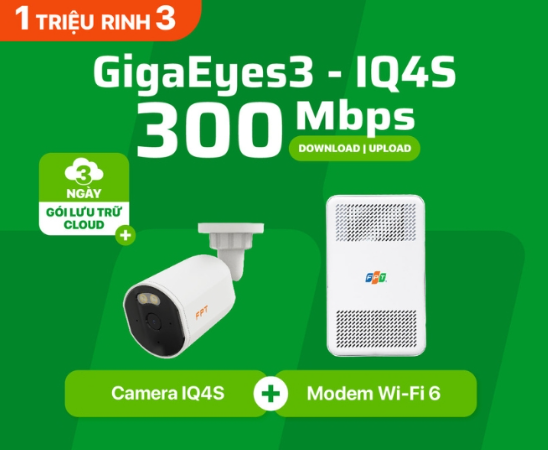 1 TRIỆU RINH 3
GigaEyes3 - IQ4S
300 Mbps
DOWNLOAD | UPLOAD
3
NGÀY
GÓI LƯU TRỮ
CLOUD
+
FPT
FPT
Camera IQ4S + Modem Wi-Fi 6